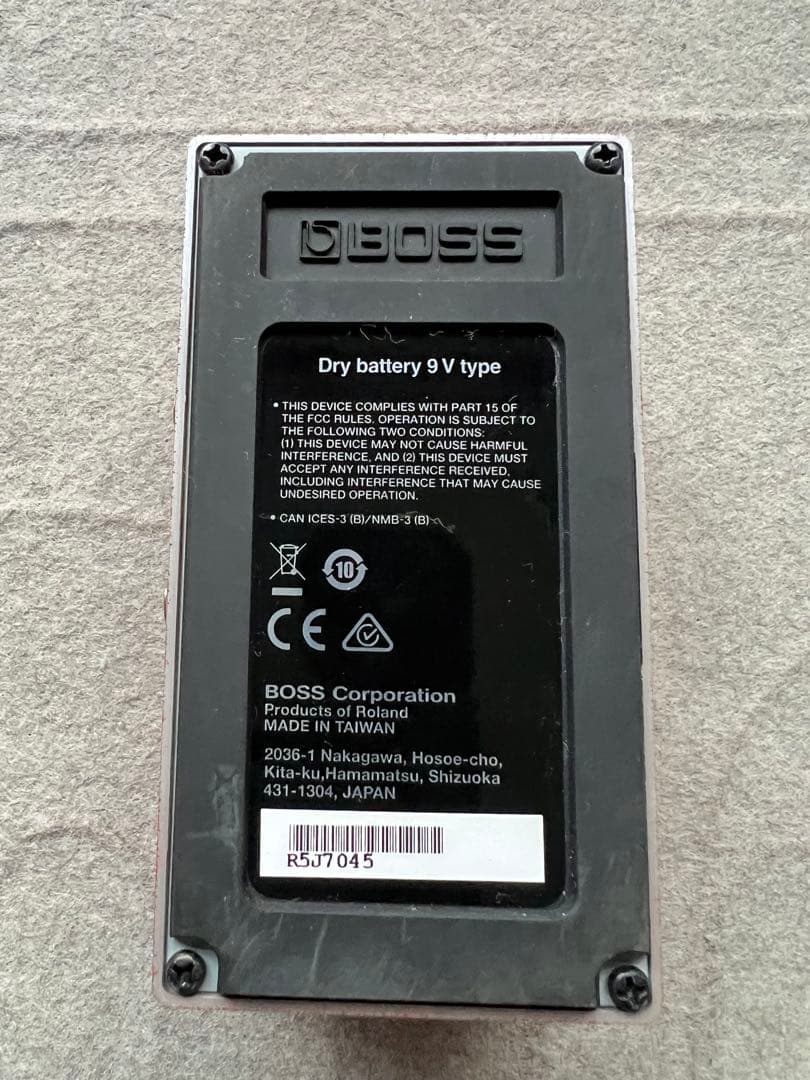 BOSS
Dry battery 9 V type
• THIS DEVICE COMPLIES WITH PART 15 OF
THE FCC RULES. OPERATION IS SUBJECT TO
THE FOLLOWING TWO CONDITIONS:
(1) THIS DEVICE MAY NOT CAUSE HARMFUL
INTERFERENCE, AND (2) THIS DEVICE MUST
ACCEPT ANY INTERFERENCE RECEIVED,
INCLUDING INTERFERENCE THAT MAY CAUSE
UNDESIRED OPERATION.
• CAN ICES-3 (B)/NMB-3 (B)
10
CE
BOSS Corporation
Products of Roland
MADE IN TAIWAN
2036-1 Nakagawa, Hosoe-cho,
Kita-ku,Hamamatsu, Shizuoka
431-1304, JAPAN
R5J7045